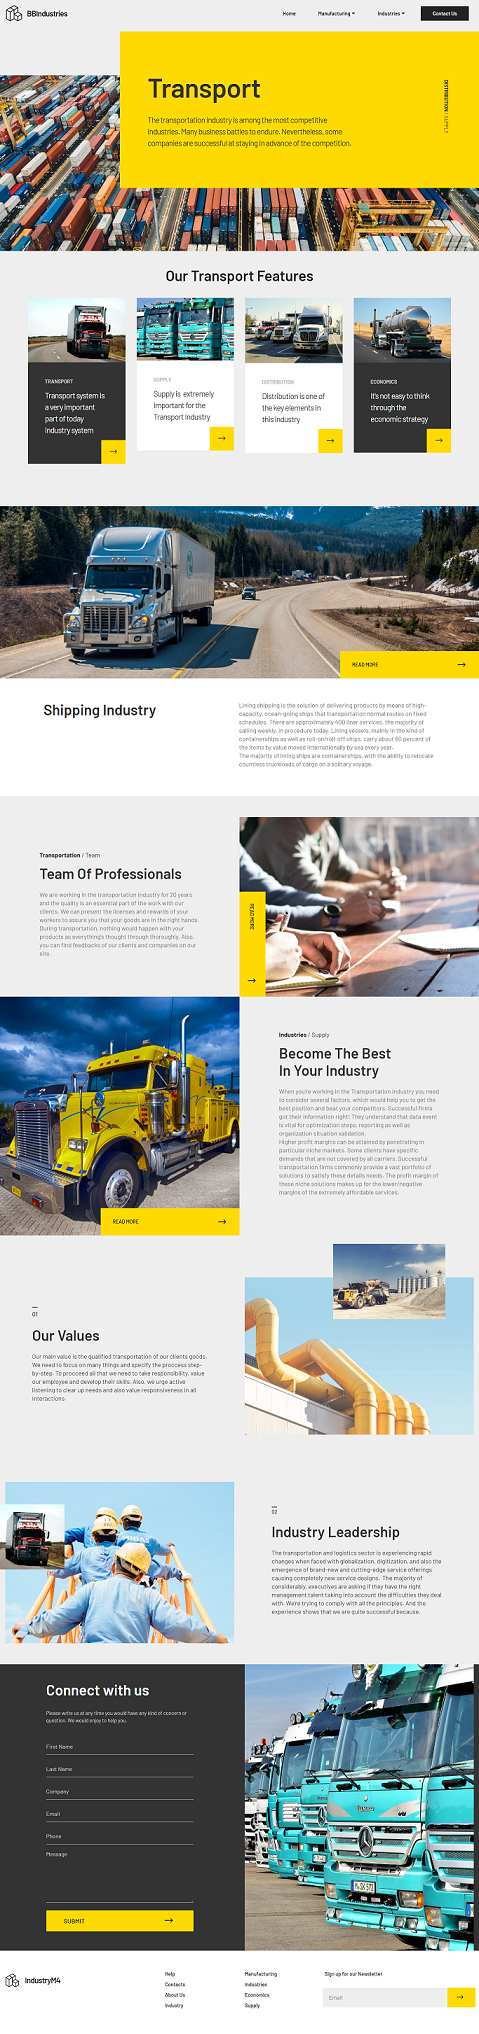 BBIndustries
Home
Manufacturing
Industries
Contact Us
Transport
The transportation industry is among the most competitive
industries. Many business battles to endure. Nevertheless, some
companies are successful at staying in advance of the competition.
DISTRIBUTION / SUPPLY
Our Transport Features
TRANSPORT
Transport system is
a very important
part of today
industry system
SUPPLY
Supply is extremely
important for the
Transport Industry
DISTRIBUTION
Distribution is one of
the key elements in
this industry
ECONOMICS
It's not easy to think
through the
economic strategy
READ MORE
Shipping Industry
Lining shipping is the solution of delivering products by means of high-
capacity, ocean-going ships that transportation normal routes on fixed
schedules. There are approximately 400 liner services, the majority of
sailing weekly, in procedure today. Lining vessels, mainly in the kind of
containerships as well as roll-on/roll-off ships, carry about 60 percent of
the items by value moved internationally by sea every year.
The majority of lining ships are containerships, with the ability to relocate
countless truckloads of cargo on a solitary voyage.
Transportation / Team
Team Of Professionals
We are working in the transportation industry for 20 years
and the quality is an essential part of the work with our
clients. We can present the licenses and rewards of your
workers to assure you that your goods are in the right hands.
During transportation, nothing would happen with your
products as everything's thought through thoroughly. Also,
you can find feedbacks of our clients and companies on our
site.
READ MORE
Industries / Supply
Become The Best
In Your Industry
When you're working in the Transportation Industry you need
to consider several factors, which would help you to get the
best position and beat your competitors. Successful firms
got their information right! They understand that data event
is vital for optimization steps, reporting as well as
organization situation validation.
Higher profit margins can be attained by penetrating in
particular niche markets. Some clients have specific
demands that are not covered by all carriers. Successful
transportation firms commonly provide a vast portfolio of
solutions to satisfy these details needs. The profit margin of
these niche solutions makes up for the lower/negative
margins of the extremely affordable services.
READ MORE
01
Our Values
Our main value is the qualified transportation of our clients goods.
We need to focus on many things and specify the proccess step-
by-step. To procceed all that we need to take responsibility, value
our employee and develop their skills. Also, we urge active
listening to clear up needs and also value responsiveness in all
interactions.
02
Industry Leadership
The transportation and logistics sector is experiencing rapid
changes when faced with globalization, digitization, and also the
emergence of brand-new and cutting-edge service offerings
causing completely new service designs. The majority of
considerably, executives are asking if they have the right
management talent taking into account the difficulties they deal
with. We're trying to comply with all the principles. And the
experience shows that we are quite successful because.
Connect with us
Please write us at any time you would have any kind of concern or
question. We would enjoy to help you.
First Name
Last Name
Company
Email
Phone
Message
SUBMIT
IndustryM4
Help
Contacts
About Us
Industry
Manufacturing
Industries
Economics
Supply
Sign up for our Newsletter
Email